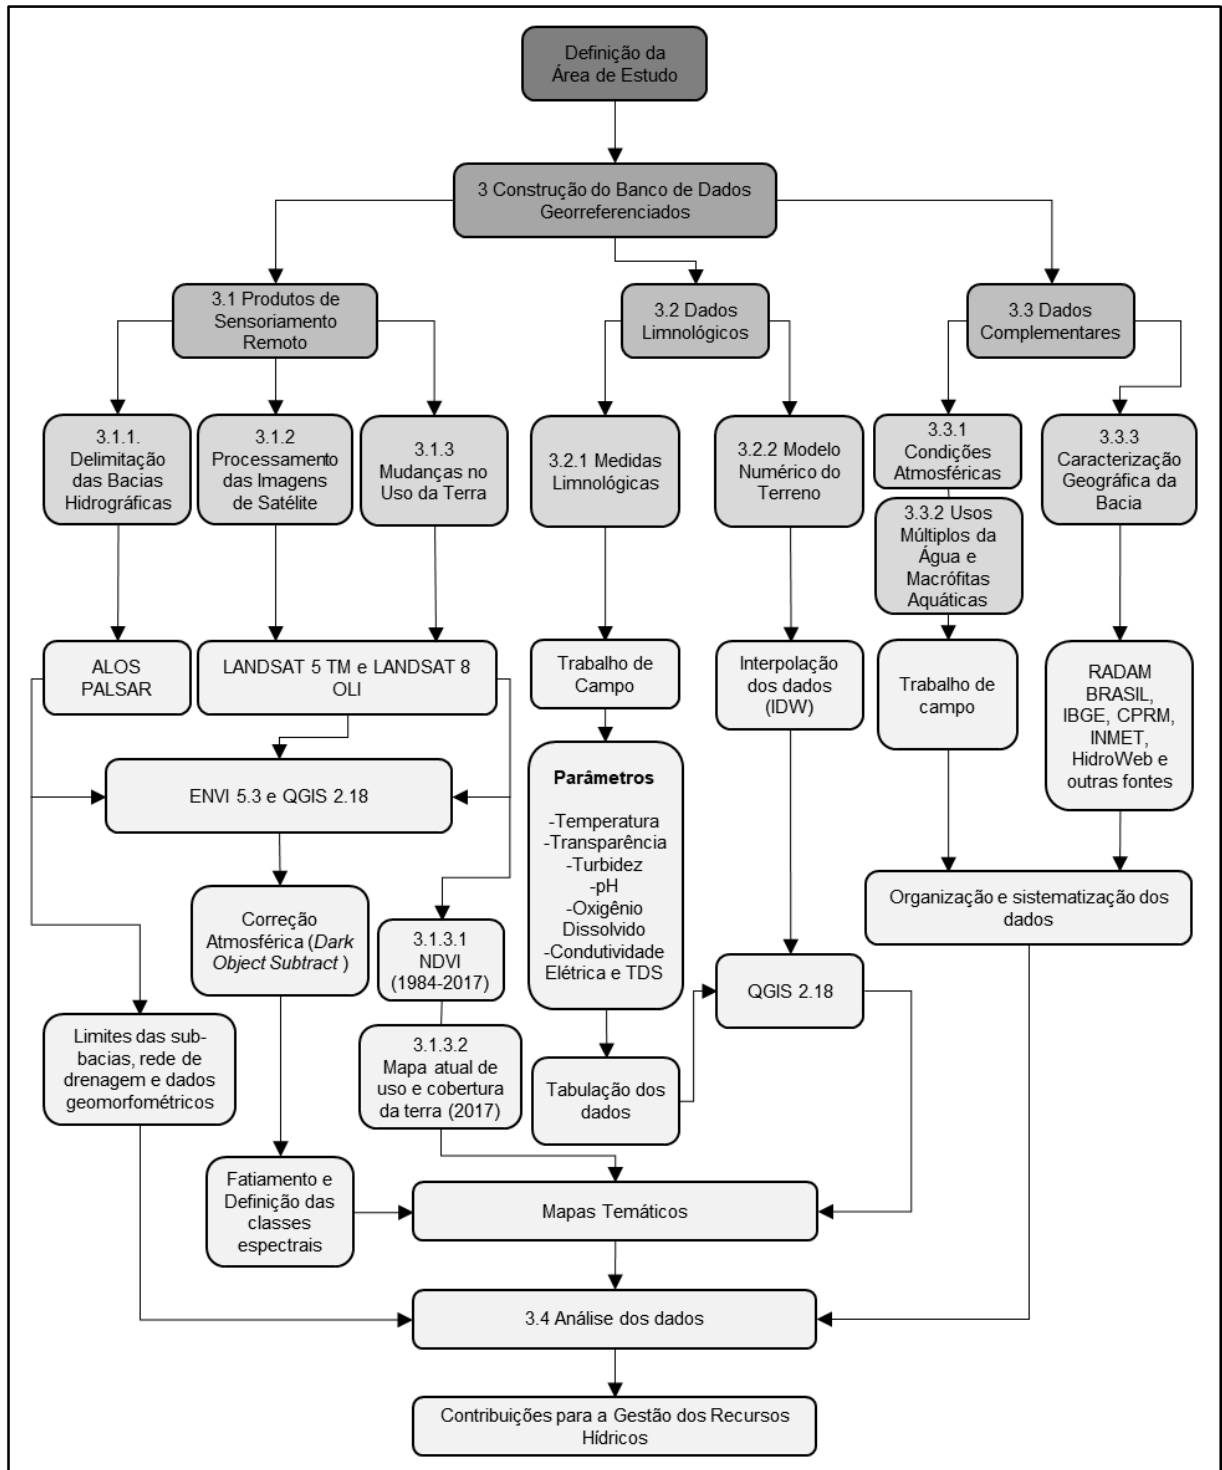 Definição da
Área de Estudo
3 Construção do Banco de Dados
Georreferenciados
3.1 Produtos de
Sensoriamento
Remoto
3.2 Dados
Limnológicos
3.3 Dados
Complementares
3.1.1.
Delimitação
das Bacias
Hidrográficas
3.1.2
Processamento
das Imagens
de Satélite
3.1.3
Mudanças no
Uso da Terra
3.2.1 Medidas
Limnológicas
3.2.2 Modelo
Numérico do
Terreno
3.3.1
Condições
Atmosféricas
3.3.2 Usos
Múltiplos da
Água e
Macrófitas
Aquáticas
3.3.3
Caracterização
Geográfica da
Bacia
ALOS
PALSAR
LANDSAT 5 TM e LANDSAT 8
OLI
Trabalho de
Campo
Interpolação
dos dados
(IDW)
Trabalho de
campo
RADAM
BRASIL,
IBGE, CPRM,
INMET,
HidroWeb e
outras fontes
ENVI 5.3 e QGIS 2.18
Parâmetros
-Temperatura
-Transparência
-Turbidez
-pH
-Oxigênio
Dissolvido
-Condutividade
Elétrica e TDS
Correção
Atmosférica (Dark
Object Subtract )
3.1.3.1
NDVI
(1984-2017)
QGIS 2.18
Organização e sistematização dos
dados
Limites das sub-
bacias, rede de
drenagem e dados
geomorfométricos
3.1.3.2
Mapa atual de
uso e cobertura
da terra (2017)
Tabulação dos
dados
Fatiamento e
Definição das
classes
espectrais
Mapas Temáticos
3.4 Análise dos dados
Contribuições para a Gestão dos Recursos
Hídricos